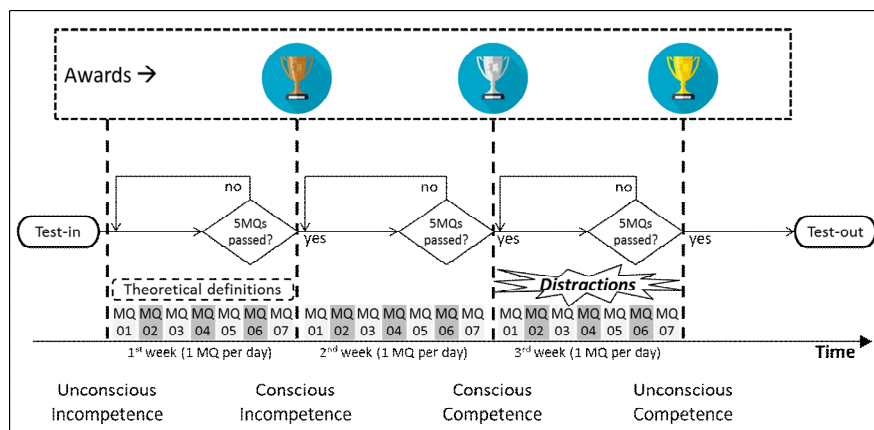 Awards →
no
no
no
Test-in
5MQs
passed?
yes
5MQs
passed?
yes
5MQs
passed?
yes
Test-out
Theoretical definitions
Distractions
MQ MQ MQ MQ MQ MQ MQ MQ MQ MQ MQ MQ MQ MQ MQ MQ MQ MQ MQ MQ MQ
01 02 03 04 05 06 07 01 02 03 04 05 06 07 01 02 03 04 05 06 07
1st week (1 MQ per day) 2nd week (1 MQ per day) 3rd week (1 MQ per day) Time
Unconscious
Incompetence
Conscious
Incompetence
Conscious
Competence
Unconscious
Competence